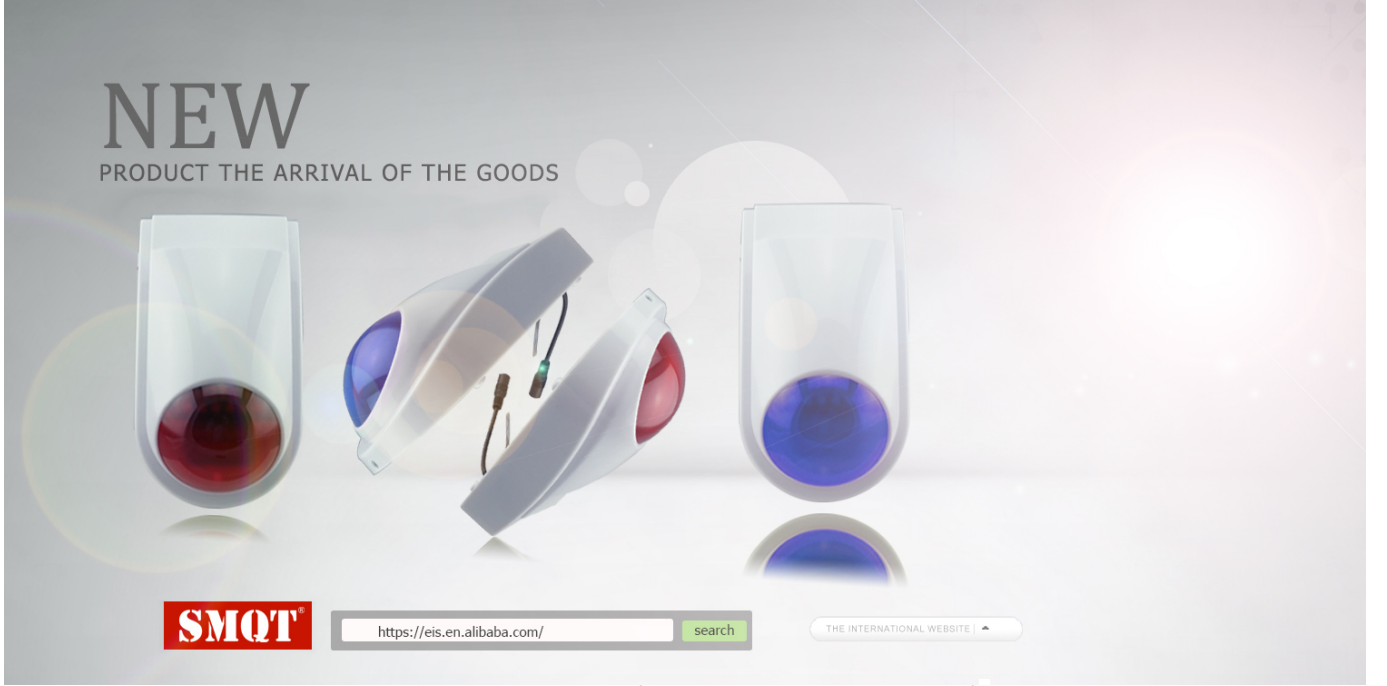 NEW
PRODUCT THE ARRIVAL OF THE GOODS
SMQT®
https://eis.en.alibaba.com/
search
THE INTERNATIONAL WEBSITE